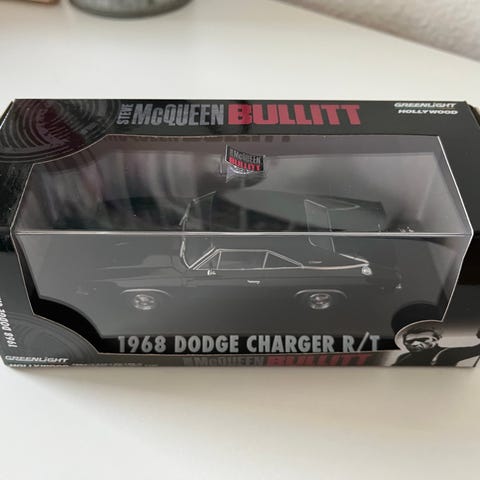 STEVE McQUEEN BULLITT
GREENLIGHT
HOLLYWOOD
McQUEEN
BULLITT
1968 DODGE CHARGER R/T
McQUEEN BULLITT
GREENLIGHT
HOLLYWOOD
1968 DODGE